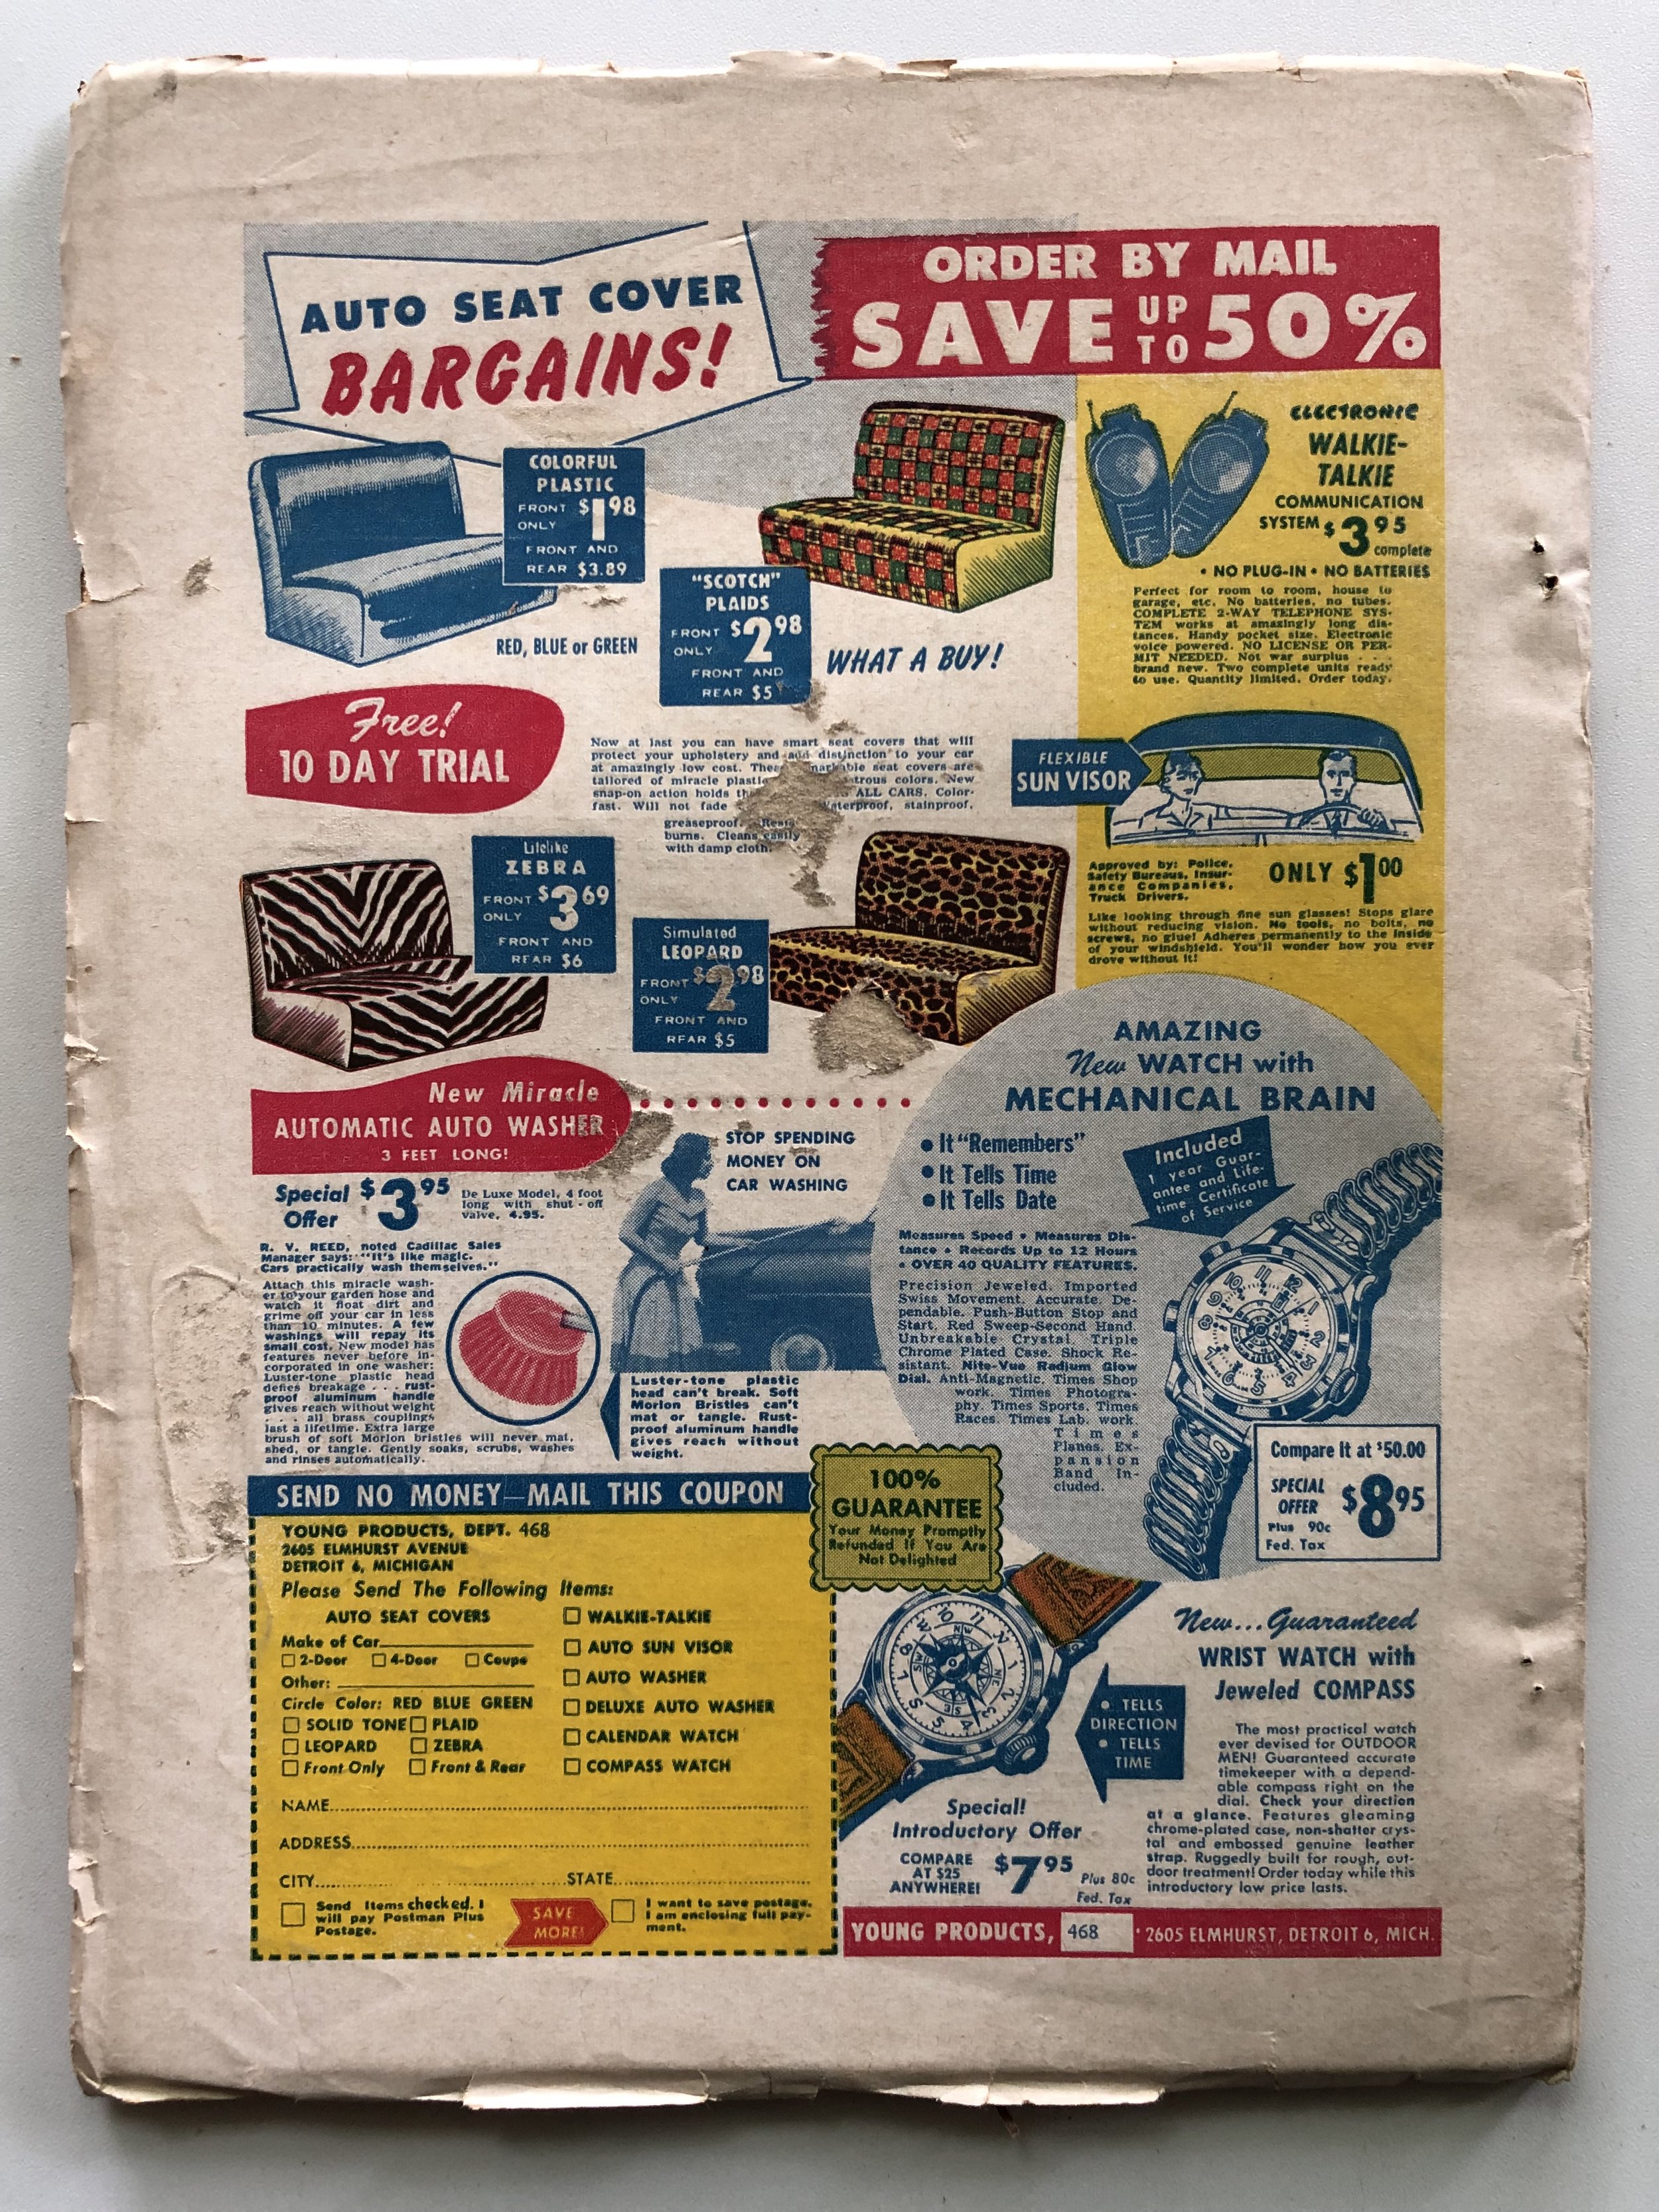 AUTO SEAT COVER
BARGAINS!
ORDER BY MAIL
SAVE UP TO 50%
COLORFUL
PLASTIC
FRONT ONLY $1.98
FRONT AND
REAR $3.89
RED, BLUE or GREEN
"SCOTCH"
PLAIDS
FRONT ONLY $2.98
FRONT AND
REAR $5
WHAT A BUY!
ELECTRONIC
WALKIE-
TALKIE
COMMUNICATION
SYSTEM $3.95
complete
• NO PLUG-IN • NO BATTERIES
Perfect for room to room, house to
garage, etc. No batteries, no tubes.
COMPLETE 2-WAY TELEPHONE SYS-
TEM works at amazingly long dis-
tances. Handy pocket size. Electronic
voice powered. NO LICENSE OR PER-
MIT NEEDED. Not war surplus . . .
brand new. Two complete units ready
to use. Quantity limited. Order today.
Free!
10 DAY TRIAL
Now at last you can have smart seat covers that will
protect your upholstery and add distinction to your car
at amazingly low cost. seat covers are
tailored of miracle colors. New
snap-on action holds ALL CARS. Color-
fast. Will not fade stainproof,
greaseproof.
burns. Cleans easily
with damp cloth.
FLEXIBLE
SUN VISOR
Approved by: Police,
Safety Bureaus, Insur-
ance Companies,
Truck Drivers.
ONLY $1.00
Like looking through fine sun glasses! Stops glare
without reducing vision. No tools, no bolts, no
screws, no glue! Adheres permanently to the inside
of your windshield. You'll wonder how you ever
drove without it!
Lifelike
ZEBRA
FRONT ONLY $3.69
FRONT AND
REAR $6
Simulated
LEOPARD
FRONT ONLY $2.98
FRONT AND
REAR $5
New Miracle
AUTOMATIC AUTO WASHER
3 FEET LONG!
Special Offer $3.95
De Luxe Model, 4 foot
long with shut-off
valve, 4.95.
R. V. REED, noted Cadillac Sales
Manager says: "It's like magic.
Cars practically wash themselves."
Attach this miracle wash-
er to your garden hose and
watch it float dirt and
grime off your car in less
than 10 minutes. A few
washings will repay its
small cost. New model has
features never before in-
corporated in one washer:
Luster-tone plastic head
defies breakage . . . rust-
proof aluminum handle
gives reach without weight
. . . all brass couplings
last a lifetime. Extra large
brush of soft Morlon bristles will never mat,
shed, or tangle. Gently soaks, scrubs, washes
and rinses automatically.
STOP SPENDING
MONEY ON
CAR WASHING
Luster-tone plastic
head can't break. Soft
Morlon Bristles can't
mat or tangle. Rust-
proof aluminum handle
gives reach without
weight.
AMAZING
New WATCH with
MECHANICAL BRAIN
• It "Remembers"
• It Tells Time
• It Tells Date
Included
1 year Guar-
antee and Life-
time Certificate
of Service
Measures Speed • Measures Dis-
tance • Records Up to 12 Hours
• OVER 40 QUALITY FEATURES.
Precision Jeweled. Imported
Swiss Movement. Accurate. De-
pendable. Push-Button Stop and
Start. Red Sweep-Second Hand.
Unbreakable Crystal. Triple
Chrome Plated Case. Shock Re-
sistant. Nite-Vue Radium Glow
Dial. Anti-Magnetic. Times Shop
work. Times Photogra-
phy. Times Sports. Times
Races. Times Lab. work.
Times
Planes. Ex-
pansion
Band In-
cluded.
Compare It at $50.00
SPECIAL
OFFER $8.95
Plus 90c
Fed. Tax
100%
GUARANTEE
Your Money Promptly
Refunded If You Are
Not Delighted
SEND NO MONEY—MAIL THIS COUPON
YOUNG PRODUCTS, DEPT. 468
2605 ELMHURST AVENUE
DETROIT 6, MICHIGAN
Please Send The Following Items:
AUTO SEAT COVERS
Make of Car
2-Door 4-Door Coupe
Other:
Circle Color: RED BLUE GREEN
SOLID TONE PLAID
LEOPARD ZEBRA
Front Only Front & Rear
WALKIE-TALKIE
AUTO SUN VISOR
AUTO WASHER
DELUXE AUTO WASHER
CALENDAR WATCH
COMPASS WATCH
NAME
ADDRESS
CITY STATE
Send items checked. I
will pay Postman Plus
Postage.
SAVE
MORE!
I want to save postage.
I am enclosing full pay-
ment.
New...Guaranteed
WRIST WATCH with
Jeweled COMPASS
• TELLS
DIRECTION
• TELLS
TIME
The most practical watch
ever devised for OUTDOOR
MEN! Guaranteed accurate
timekeeper with a depend-
able compass right on the
dial. Check your direction
at a glance. Features gleaming
chrome-plated case, non-shatter crys-
tal and embossed genuine leather
strap. Ruggedly built for rough, out-
door treatment! Order today while this
introductory low price lasts.
Special!
Introductory Offer
COMPARE
AT $25
ANYWHERE!
$7.95 Plus 80c
Fed. Tax
YOUNG PRODUCTS, 468 • 2605 ELMHURST, DETROIT 6, MICH.